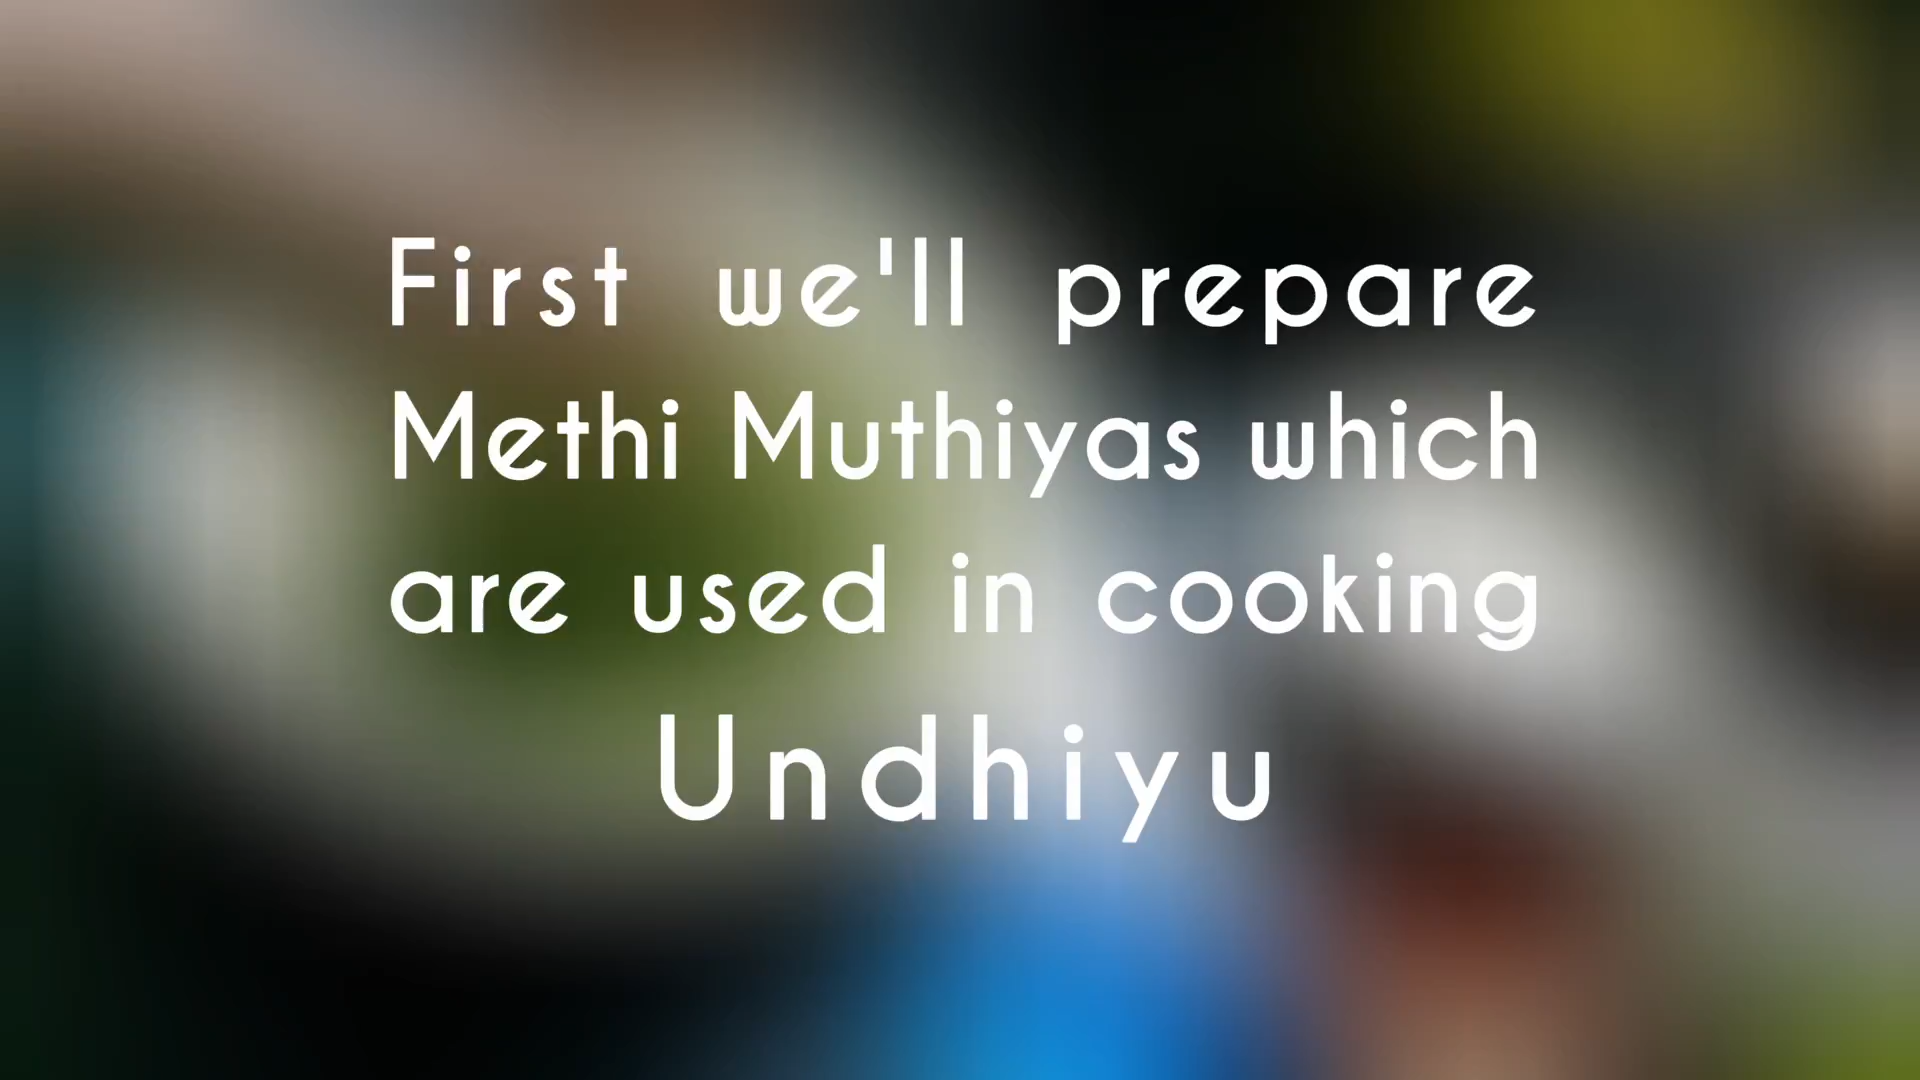 First we'll prepare
Methi Muthiyas which
are used in cooking
Undhiyu